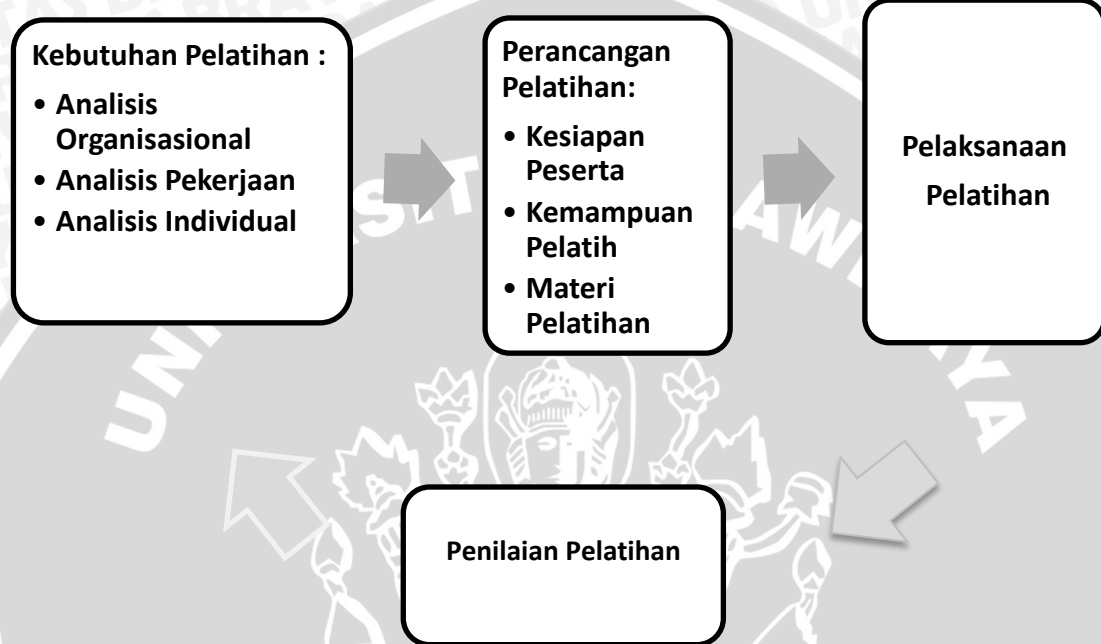 Kebutuhan Pelatihan :
• Analisis
Organisasional
• Analisis Pekerjaan
• Analisis Individual
Perancangan
Pelatihan:
• Kesiapan
Peserta
• Kemampuan
Pelatih
• Materi
Pelatihan
Pelaksanaan
Pelatihan
Penilaian Pelatihan